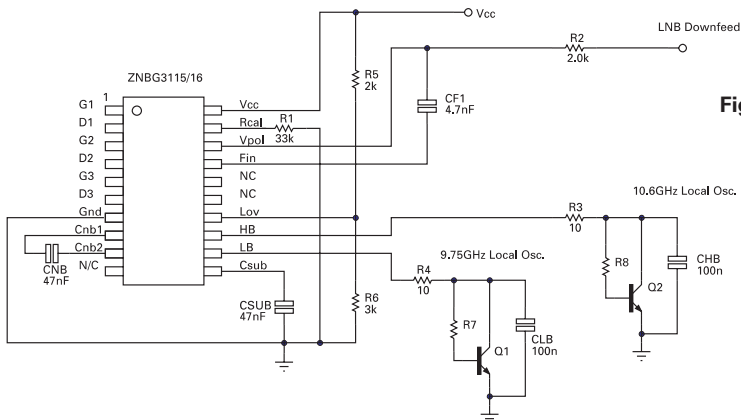 Vcc
LNB Downfeed
R2
2.0k
ZNBG3115/16
R5
2k
CF1
4.7nF
Fig
1
G1
D1
G2
D2
G3
D3
Gnd
Cnb1
Cnb2
N/C
Vcc
Rcal
Vpol
Fin
NC
NC
Lov
HB
LB
Csub
R1
33k
CNB
47nF
CSUB
47nF
R6
3k
10.6GHz Local Osc.
R3
10
R8
Q2
CHB
100n
9.75GHz Local Osc.
R4
10
R7
Q1
CLB
100n